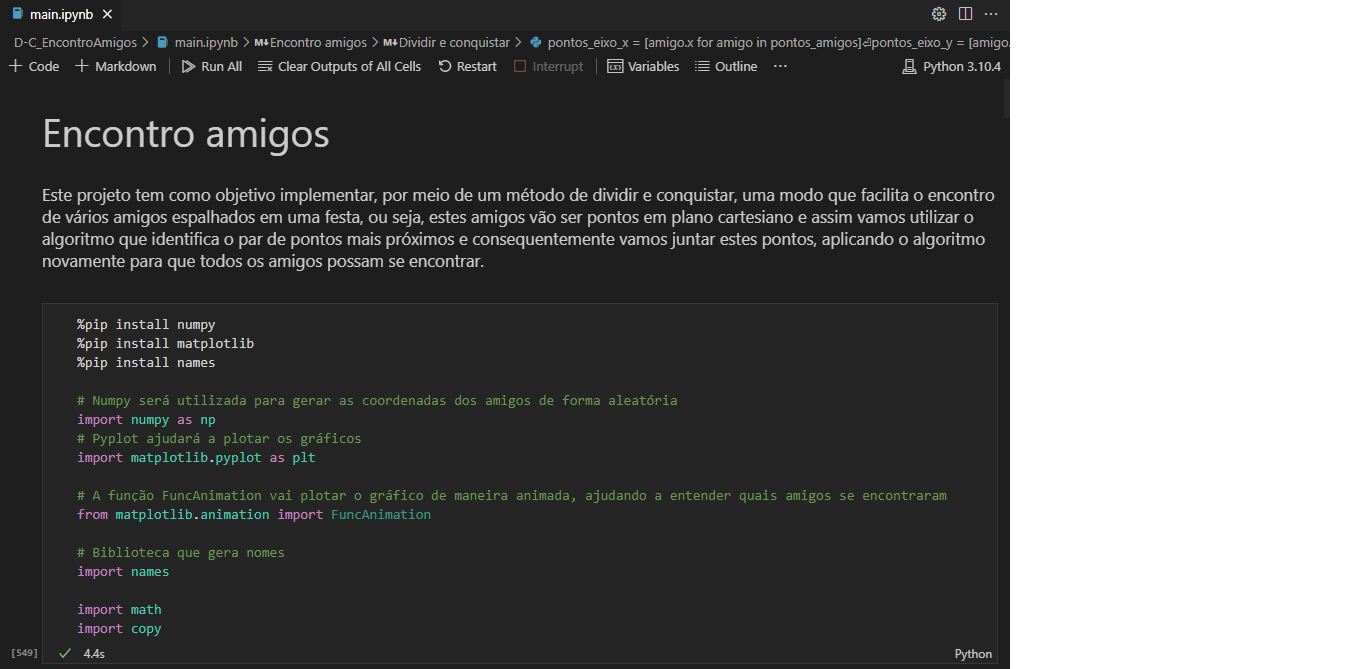 main.ipynb
D-C_EncontroAmigos > main.ipynb > M↓Encontro amigos > M↓Dividir e conquistar > pontos_eixo_x = [amigo.x for amigo in pontos_amigos]⏎pontos_eixo_y = [amigo.
+ Code + Markdown | Run All Clear Outputs of All Cells Restart Interrupt | Variables Outline ··· Python 3.10.4
Encontro amigos
Este projeto tem como objetivo implementar, por meio de um método de dividir e conquistar, uma modo que facilita o encontro
de vários amigos espalhados em uma festa, ou seja, estes amigos vão ser pontos em plano cartesiano e assim vamos utilizar o
algoritmo que identifica o par de pontos mais próximos e consequentemente vamos juntar estes pontos, aplicando o algoritmo
novamente para que todos os amigos possam se encontrar.
%pip install numpy
%pip install matplotlib
%pip install names
# Numpy será utilizada para gerar as coordenadas dos amigos de forma aleatória
import numpy as np
# Pyplot ajudará a plotar os gráficos
import matplotlib.pyplot as plt
# A função FuncAnimation vai plotar o gráfico de maneira animada, ajudando a entender quais amigos se encontraram
from matplotlib.animation import FuncAnimation
# Biblioteca que gera nomes
import names
import math
import copy
[549] ✓ 4.4s Python